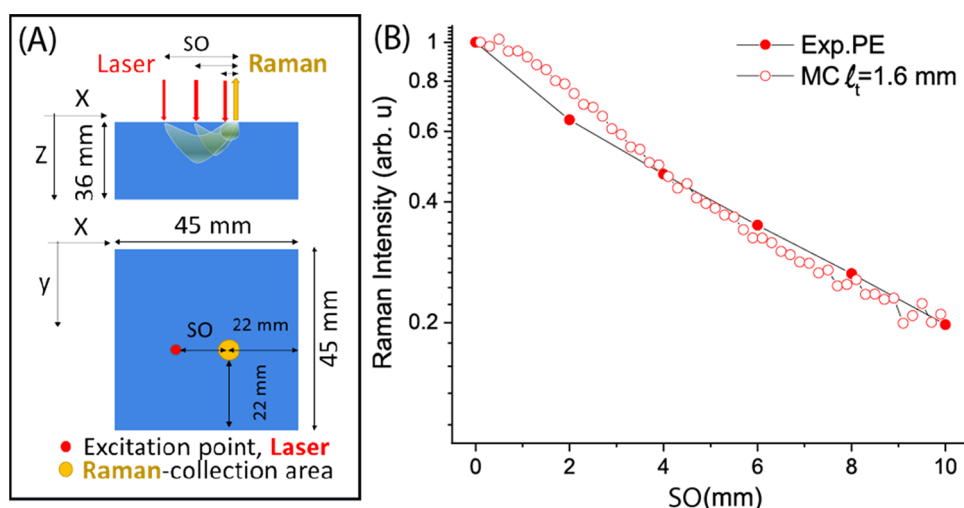 (A)
SO
Laser
Raman
X
Z
36 mm
X
45 mm
y
SO
22 mm
22 mm
45 mm
Excitation point, Laser
Raman-collection area
(B)
Exp.PE
MC ℓt=1.6 mm
Raman Intensity (arb. u)
1
0.8
0.6
0.4
0.2
0
2
4
6
8
10
SO(mm)